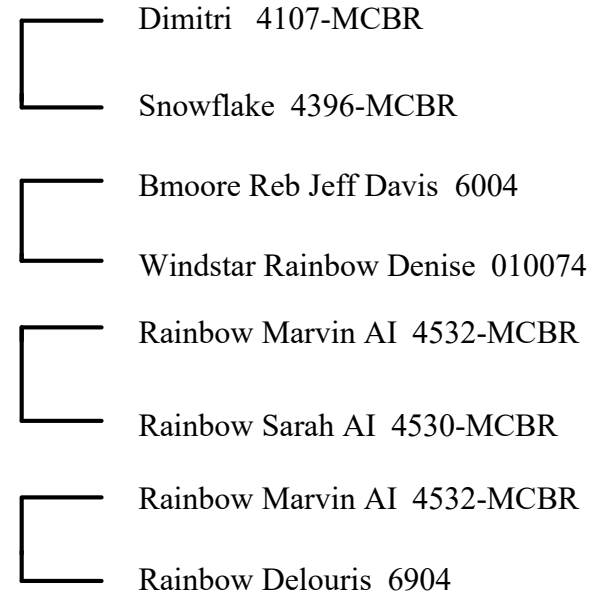 Dimitri 4107-MCBR
Snowflake 4396-MCBR
Bmoore Reb Jeff Davis 6004
Windstar Rainbow Denise 010074
Rainbow Marvin AI 4532-MCBR
Rainbow Sarah AI 4530-MCBR
Rainbow Marvin AI 4532-MCBR
Rainbow Delouris 6904